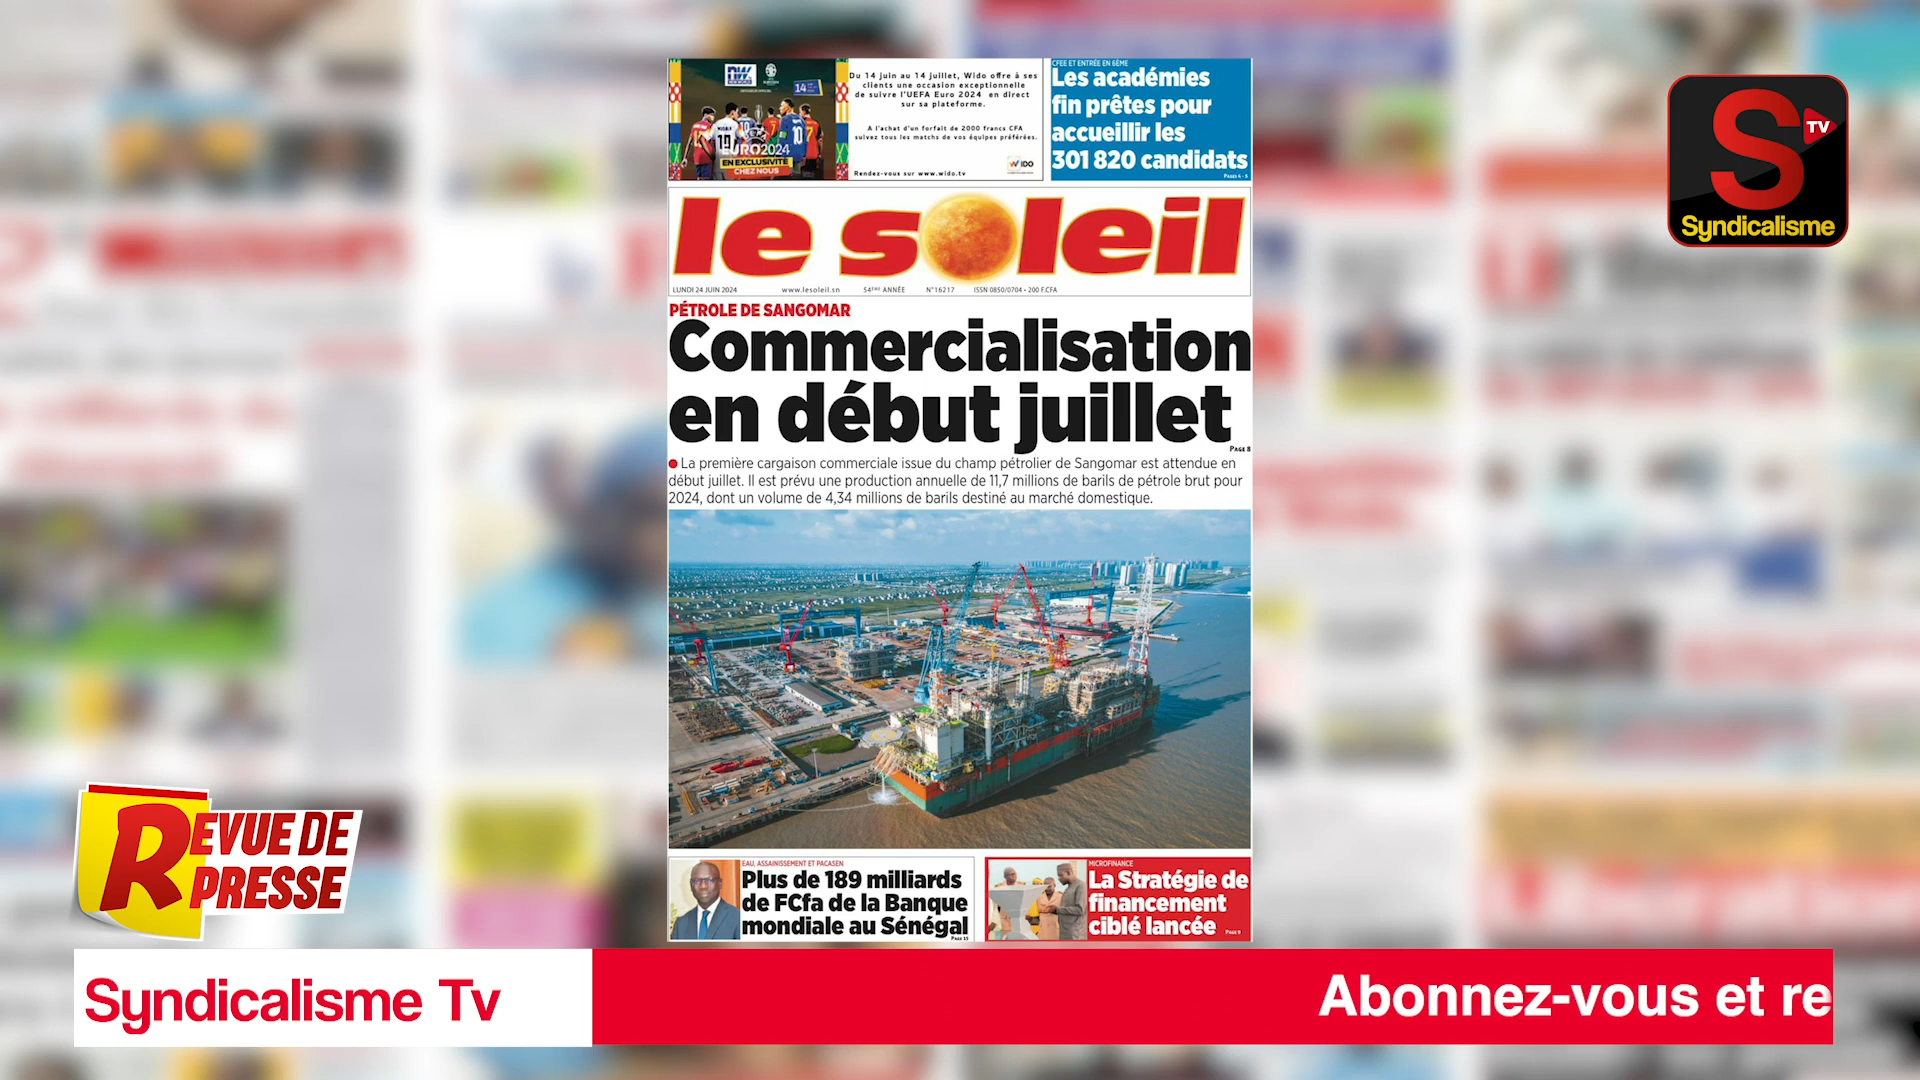 DW
EURO2024
EN EXCLUSIVITÉ
CHEZ NOUS
Du 14 juin au 14 juillet, Wido offre à ses
clients une occasion exceptionnelle
de suivre l'UEFA Euro 2024 en direct
sur sa plateforme.
A l'achat d'un forfait de 2000 francs CFA
suivez tous les matchs de vos équipes préférées.
WIDO
Rendez-vous sur www.wido.tv
CFEE ET ENTRÉE EN 6ÈME
Les académies
fin prêtes pour
accueillir les
301 820 candidats
PAGES 4 - 5
le soleil
LUNDI 24 JUIN 2024 www.lesoleil.sn 54ÈME ANNÉE N°16217 ISSN 0850/0704 - 200 F.CFA
PÉTROLE DE SANGOMAR
Commercialisation
en début juillet
PAGE 8
La première cargaison commerciale issue du champ pétrolier de Sangomar est attendue en
début juillet. Il est prévu une production annuelle de 11,7 millions de barils de pétrole brut pour
2024, dont un volume de 4,34 millions de barils destiné au marché domestique.
EAU, ASSAINISSEMENT ET PACASEN
Plus de 189 milliards
de FCfa de la Banque
mondiale au Sénégal
MICROFINANCE
La Stratégie de
financement
ciblé lancée
PAGE 9
S TV
Syndicalisme
REVUE DE
PRESSE
Syndicalisme Tv
Abonnez-vous et re